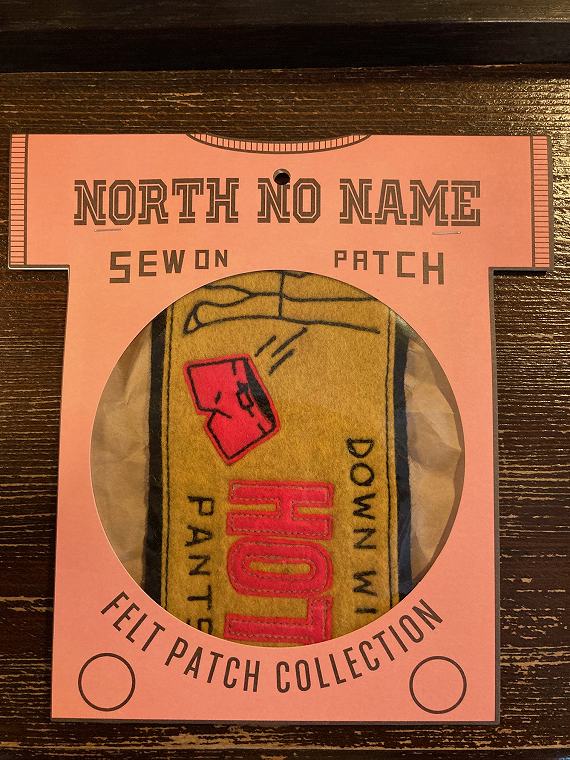 NORTH NO NAME
SEW ON PATCH
DOWN WI
HOT
PANTS
FELT PATCH COLLECTION